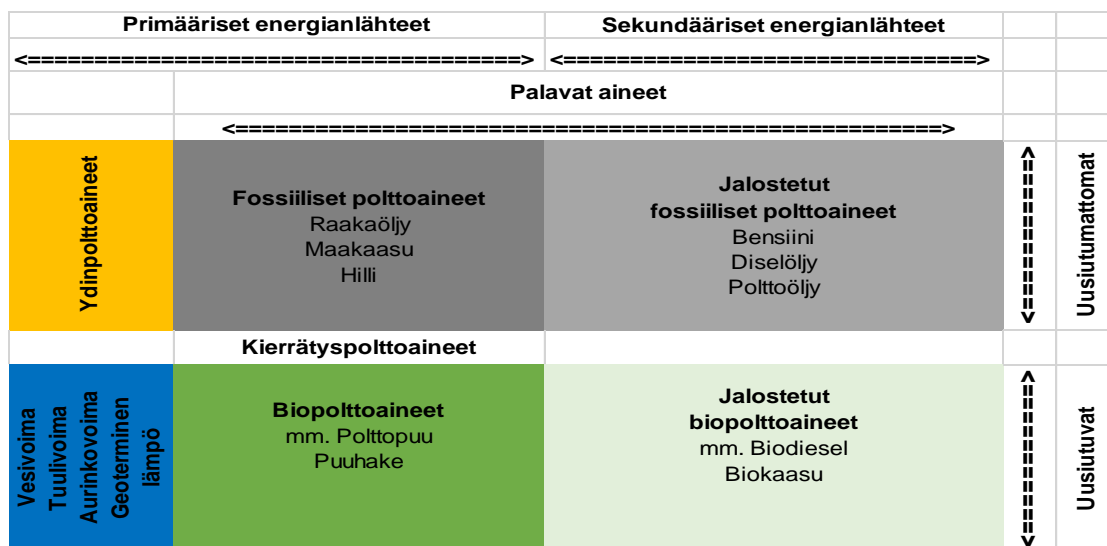 Primääriset energianlähteet
Sekundääriset energianlähteet
<======================================>
<================================>
Palavat aineet
<======================================================>
Ydinpolttoaineet
Fossiiliset polttoaineet
Raakaöljy
Maakaasu
Hilli
Jalostetut
fossiiliset polttoaineet
Bensiini
Diselöljy
Polttoöljy
<============>
Uusiutumattomat
Kierrätyspolttoaineet
Vesivoima
Tuulivoima
Aurinkovoima
Geoterminen
lämpö
Biopolttoaineet
mm. Polttopuu
Puuhake
Jalostetut
biopolttoaineet
mm. Biodiesel
Biokaasu
<============>
Uusiutuvat